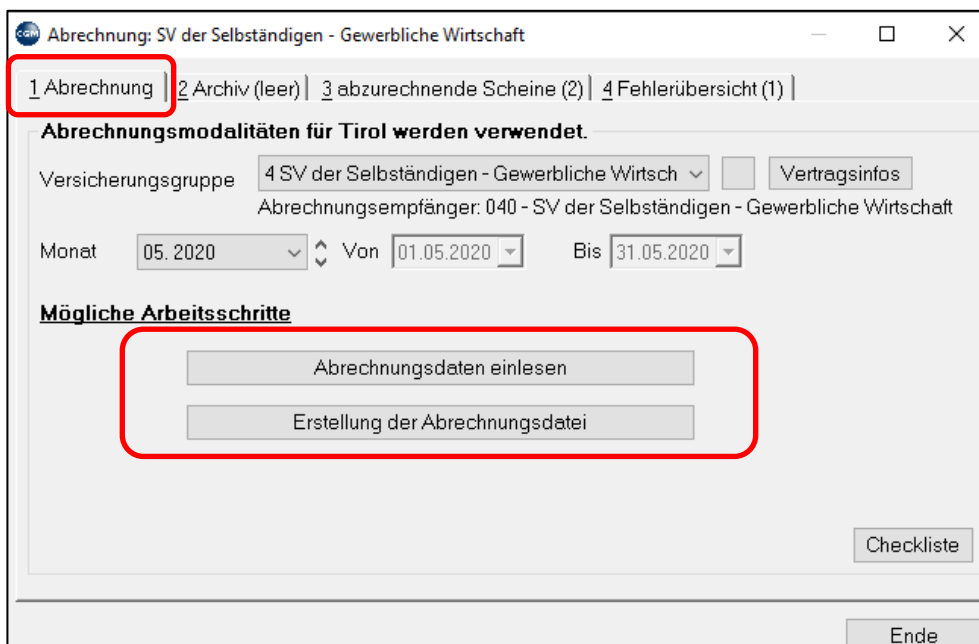 CGM Abrechnung: SV der Selbständigen - Gewerbliche Wirtschaft
1 Abrechnung 2 Archiv (leer) 3 abzurechnende Scheine (2) 4 Fehlerübersicht (1)
Abrechnungsmodalitäten für Tirol werden verwendet.
Versicherungsgruppe 4 SV der Selbständigen - Gewerbliche Wirtsch Vertragsinfos
Abrechnungsempfänger: 040 - SV der Selbständigen - Gewerbliche Wirtschaft
Monat 05. 2020 Von 01.05.2020 Bis 31.05.2020
Mögliche Arbeitsschritte
Abrechnungsdaten einlesen
Erstellung der Abrechnungsdatei
Checkliste
Ende